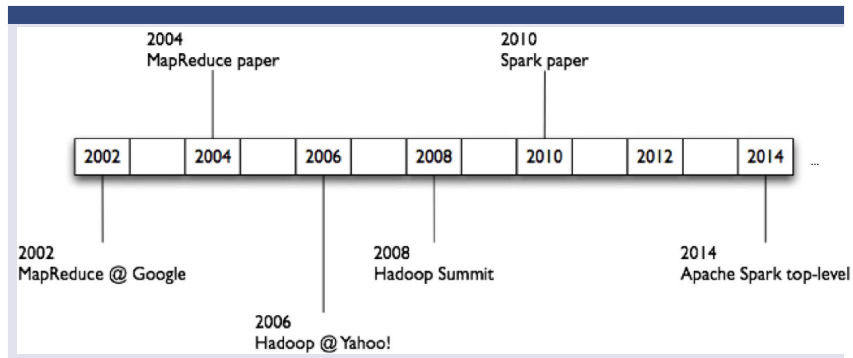 2004
MapReduce paper
2010
Spark paper
2002 2004 2006 2008 2010 2012 2014 ...
2002
MapReduce @ Google
2008
Hadoop Summit
2014
Apache Spark top-level
2006
Hadoop @ Yahoo!